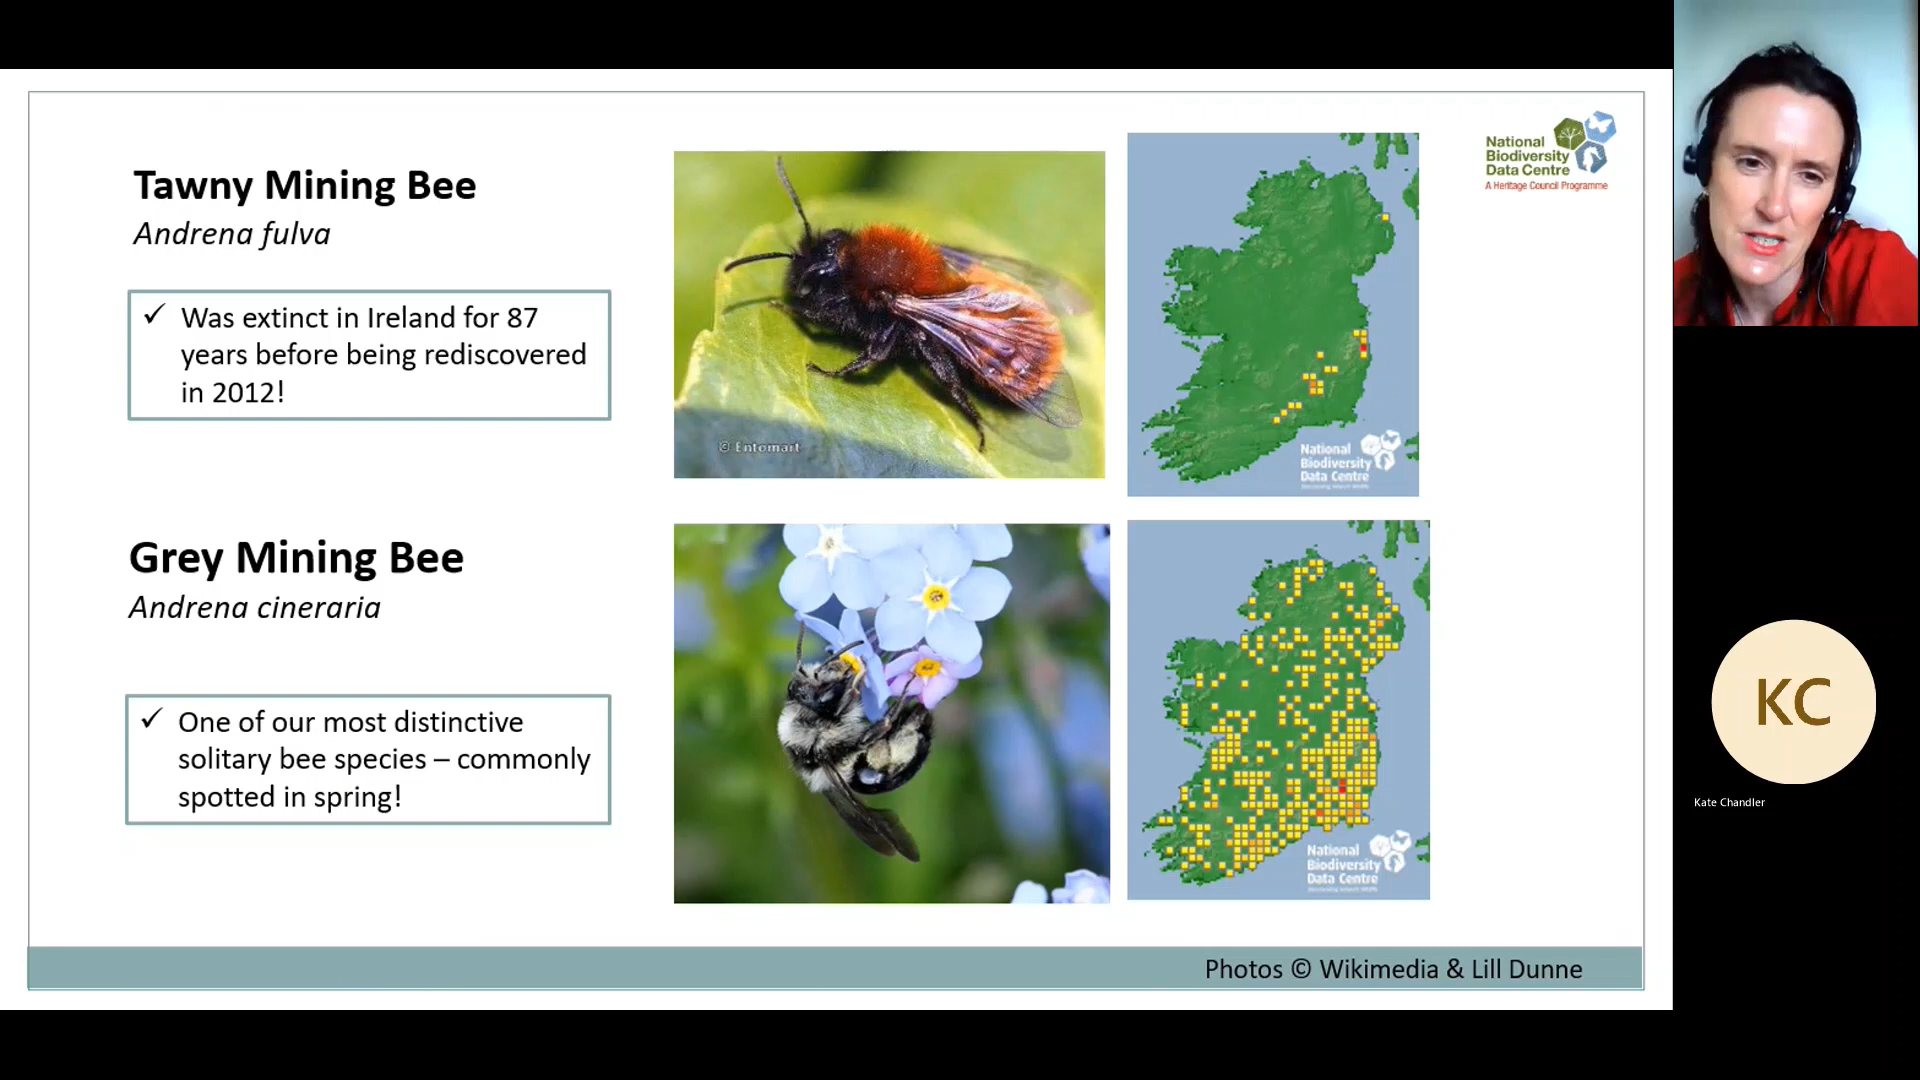 Tawny Mining Bee
Andrena fulva
✓ Was extinct in Ireland for 87
years before being rediscovered
in 2012!
© Entomart
National
Biodiversity
Data Centre
National
Biodiversity
Data Centre
A Heritage Council Programme
Grey Mining Bee
Andrena cineraria
✓ One of our most distinctive
solitary bee species – commonly
spotted in spring!
National
Biodiversity
Data Centre
Photos © Wikimedia & Lill Dunne
KC
Kate Chandler